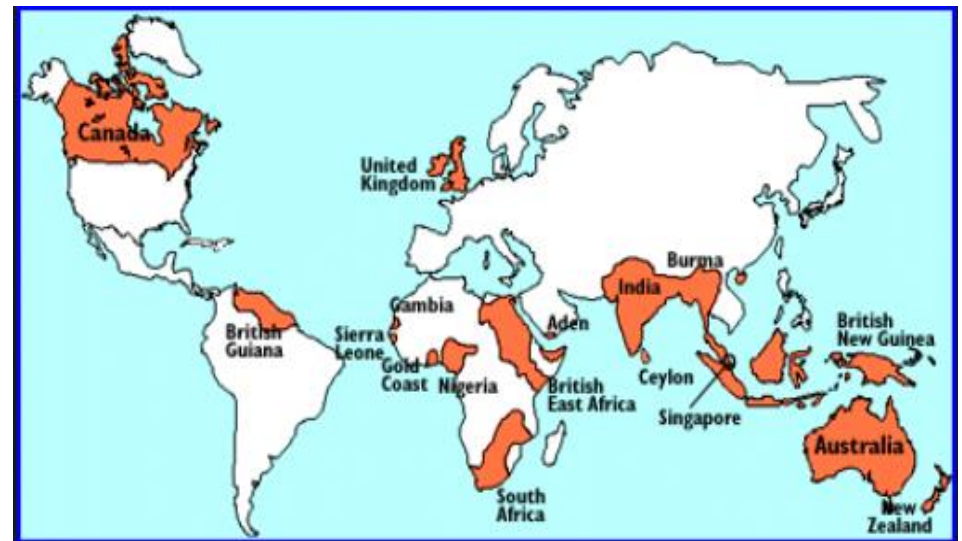 Canada
United
Kingdom
British
Guiana
Gambia
Sierra
Leone
Gold
Coast
Nigeria
Aden
British
East Africa
South
Africa
Burma
India
Ceylon
Singapore
British
New Guinea
Australia
New
Zealand